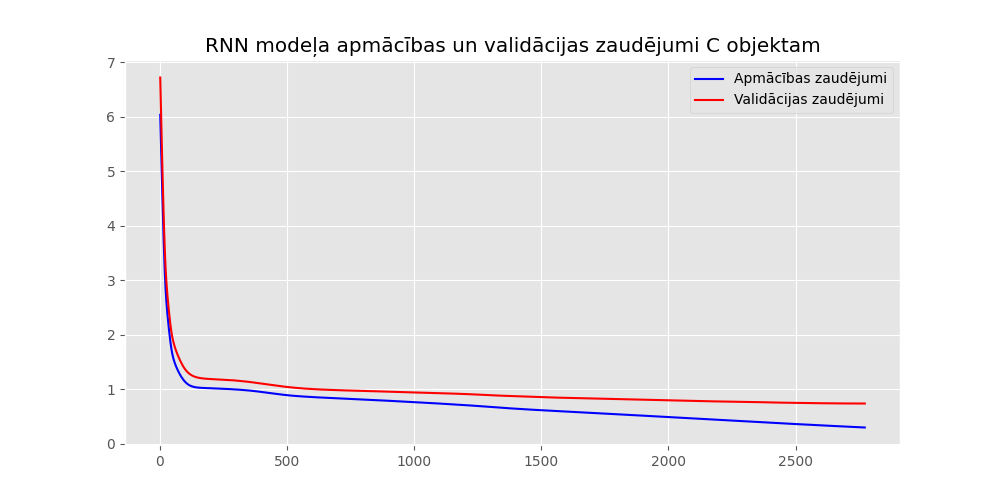 RNN modeļa apmācības un validācijas zaudējumi C objektam
Apmācības zaudējumi
Validācijas zaudējumi
7
6
5
4
3
2
1
0
0 500 1000 1500 2000 2500